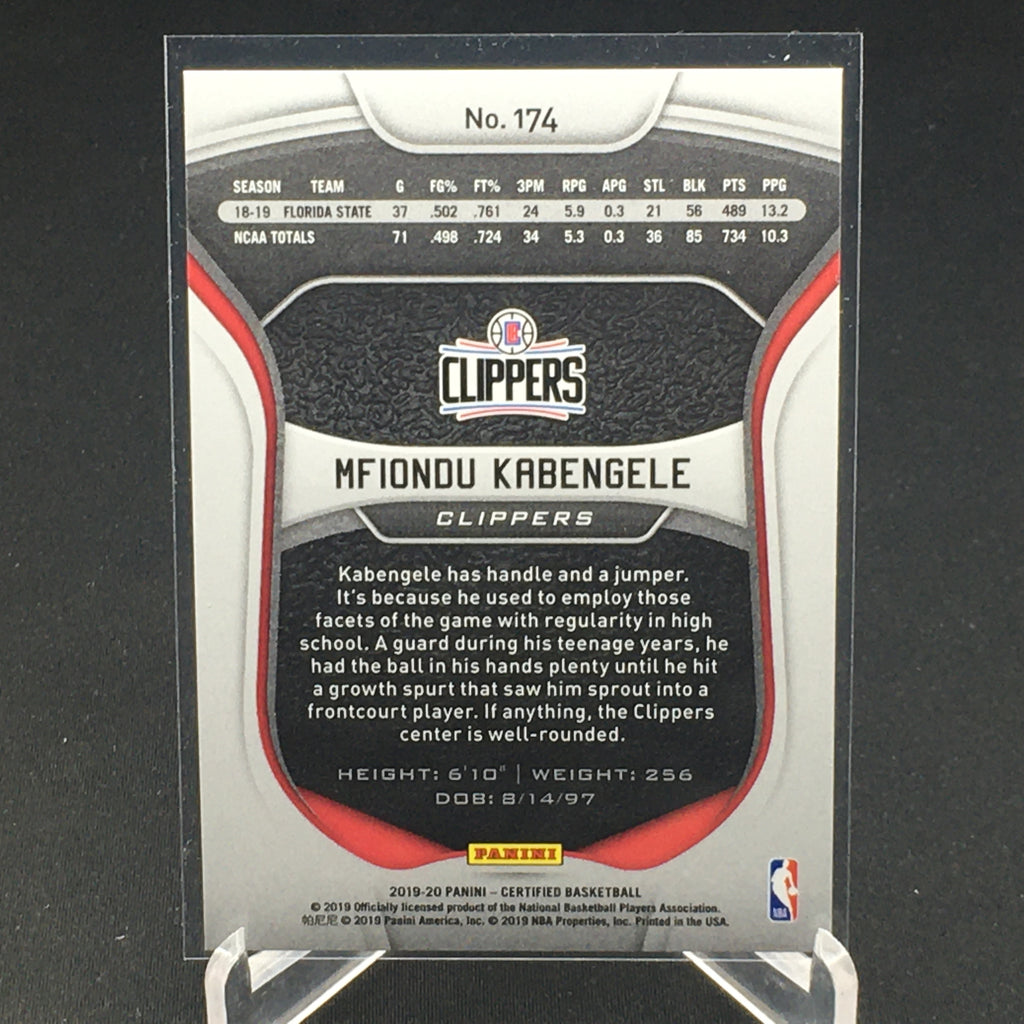 No. 174
SEASON TEAM G FG% FT% 3PM RPG APG STL BLK PTS PPG
18-19 FLORIDA STATE 37 .502 .761 24 5.9 0.3 21 56 489 13.2
NCAA TOTALS 71 .498 .724 34 5.3 0.3 36 85 734 10.3
CLIPPERS
MFIONDU KABENGELE
CLIPPERS
Kabengele has handle and a jumper.
It's because he used to employ those
facets of the game with regularity in high
school. A guard during his teenage years, he
had the ball in his hands plenty until he hit
a growth spurt that saw him sprout into a
frontcourt player. If anything, the Clippers
center is well-rounded.
HEIGHT: 6'10" | WEIGHT: 256
DOB: 8/14/97
PANINI
2019-20 PANINI – CERTIFIED BASKETBALL
© 2019 Officially licensed product of the National Basketball Players Association.
帕尼尼 © 2019 Panini America, Inc. © 2019 NBA Properties, Inc. Printed in the USA.
NBA